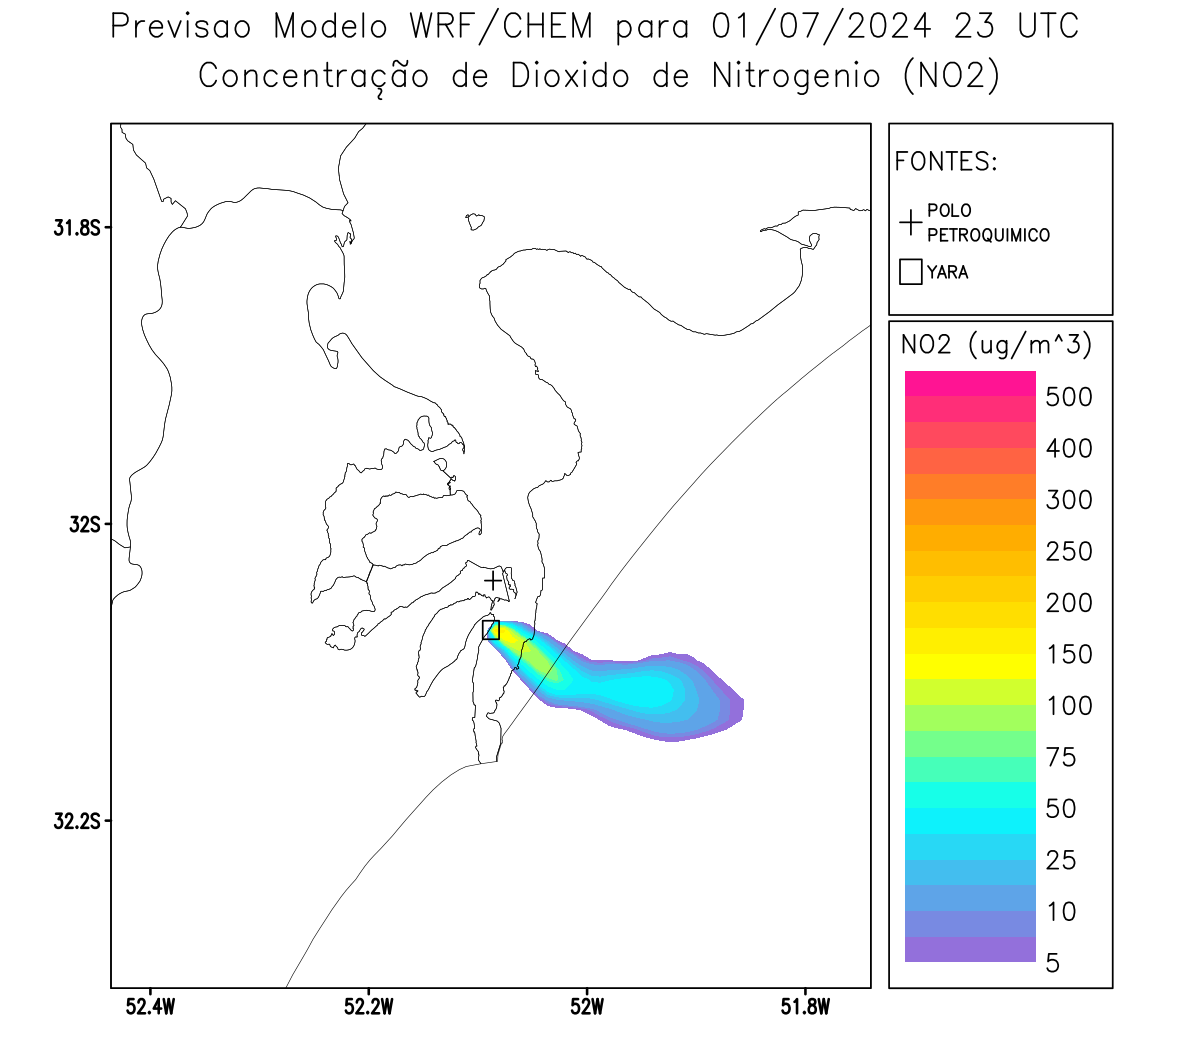 Previsao Modelo WRF/CHEM para 01/07/2024 23 UTC
Concentração de Dioxido de Nitrogenio (NO2)
FONTES:
POLO
PETROQUIMICO
YARA
NO2 (ug/m^3)
500
400
300
250
200
150
100
75
50
25
10
5
31.8S
32S
32.2S
52.4W
52.2W
52W
51.8W